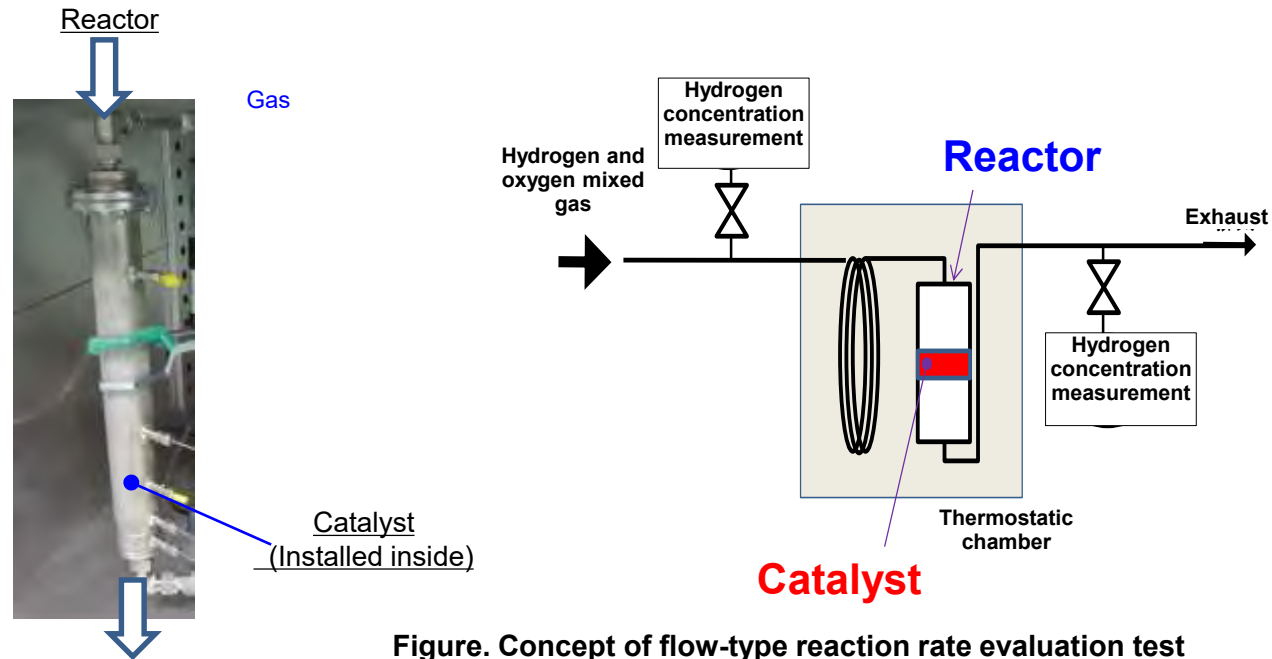 Reactor
Gas
Catalyst
(Installed inside)
Hydrogen
concentration
measurement
Hydrogen and
oxygen mixed
gas
Reactor
Exhaust
Hydrogen
concentration
measurement
Thermostatic
chamber
Catalyst
Figure. Concept of flow-type reaction rate evaluation test